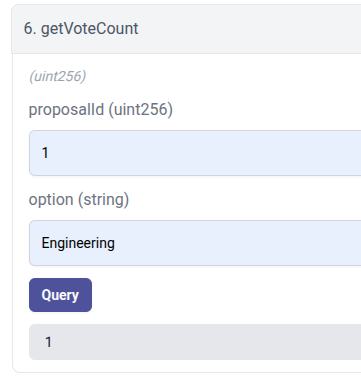 6. getVoteCount
(uint256)
proposalId (uint256)
1
option (string)
Engineering
Query
1